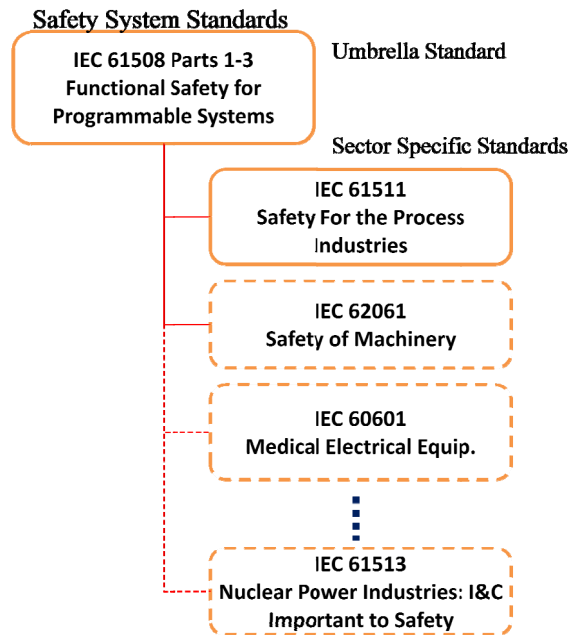 Safety System Standards
IEC 61508 Parts 1-3
Functional Safety for
Programmable Systems
Umbrella Standard
Sector Specific Standards
IEC 61511
Safety For the Process
Industries
IEC 62061
Safety of Machinery
IEC 60601
Medical Electrical Equip.
IEC 61513
Nuclear Power Industries: I&C
Important to Safety